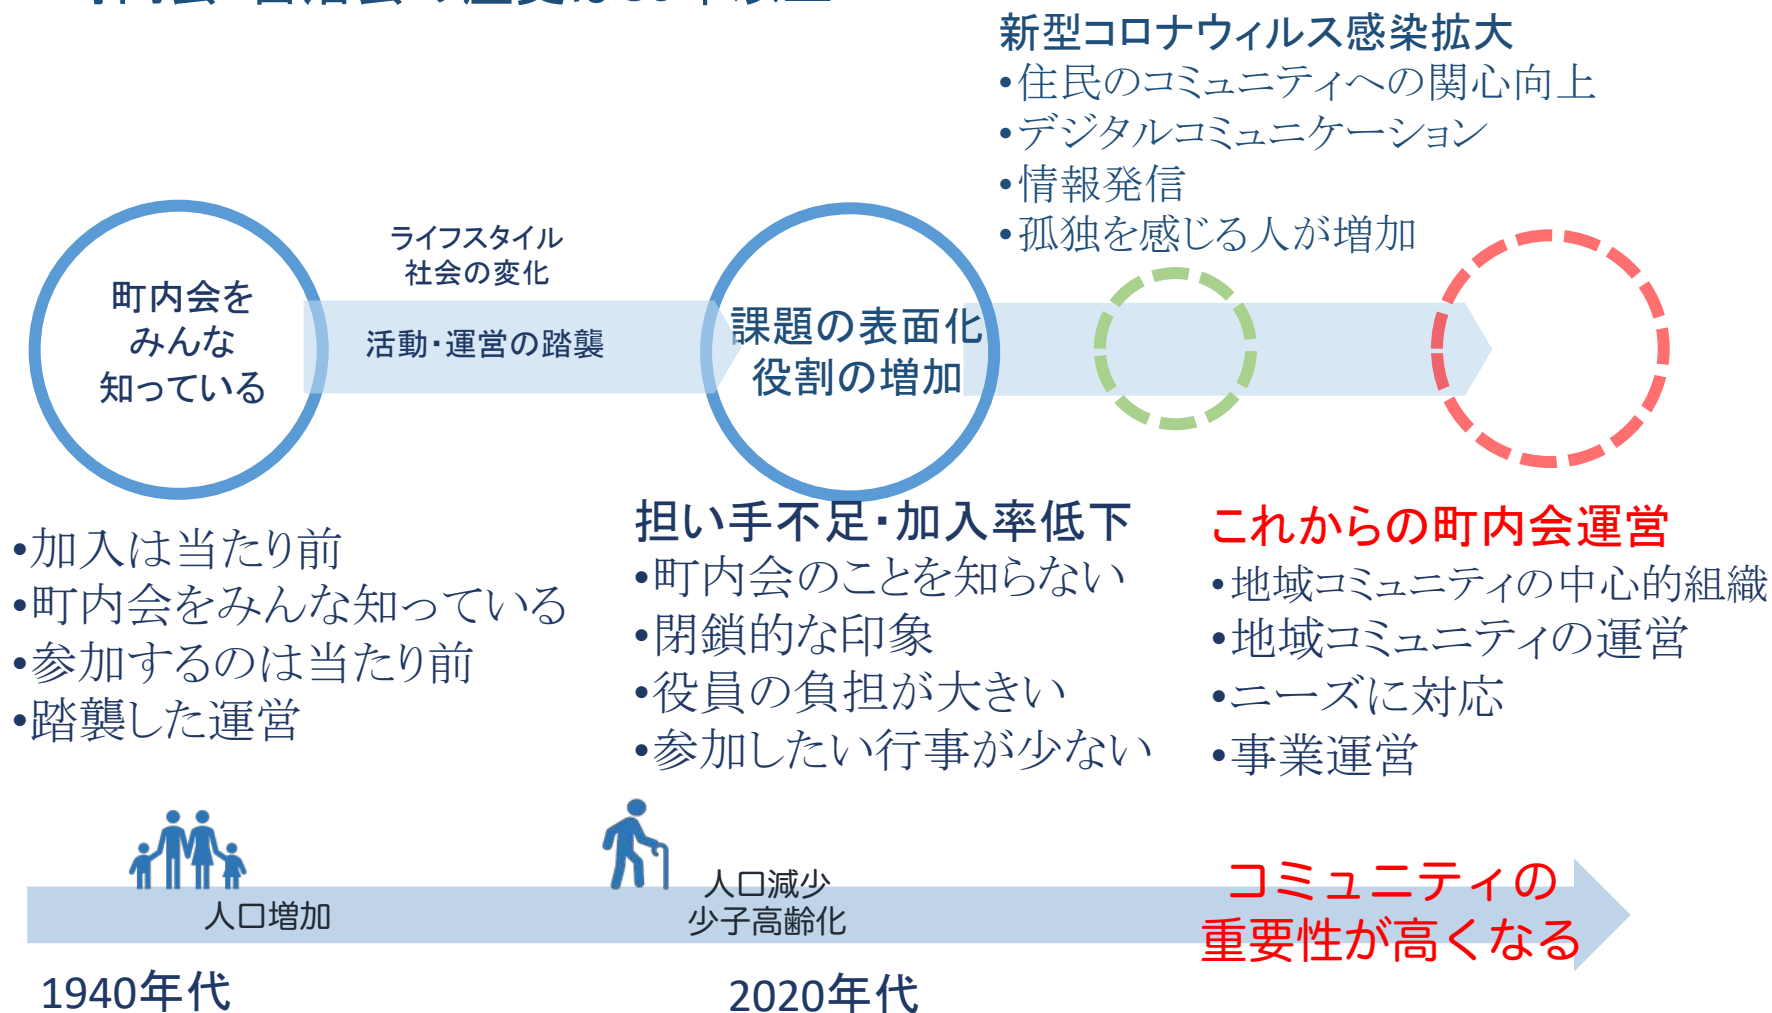 新型コロナウィルス感染拡大
•住民のコミュニティへの関心向上
•デジタルコミュニケーション
•情報発信
•孤独を感じる人が増加
町内会を
みんな
知っている
ライフスタイル
社会の変化
活動・運営の踏襲
課題の表面化
役割の増加
•加入は当たり前
•町内会をみんな知っている
•参加するのは当たり前
•踏襲した運営
担い手不足・加入率低下
•町内会のことを知らない
•閉鎖的な印象
•役員の負担が大きい
•参加したい行事が少ない
これからの町内会運営
•地域コミュニティの中心的組織
•地域コミュニティの運営
•ニーズに対応
•事業運営
人口増加
人口減少
少子高齢化
コミュニティの
重要性が高くなる
1940年代
2020年代